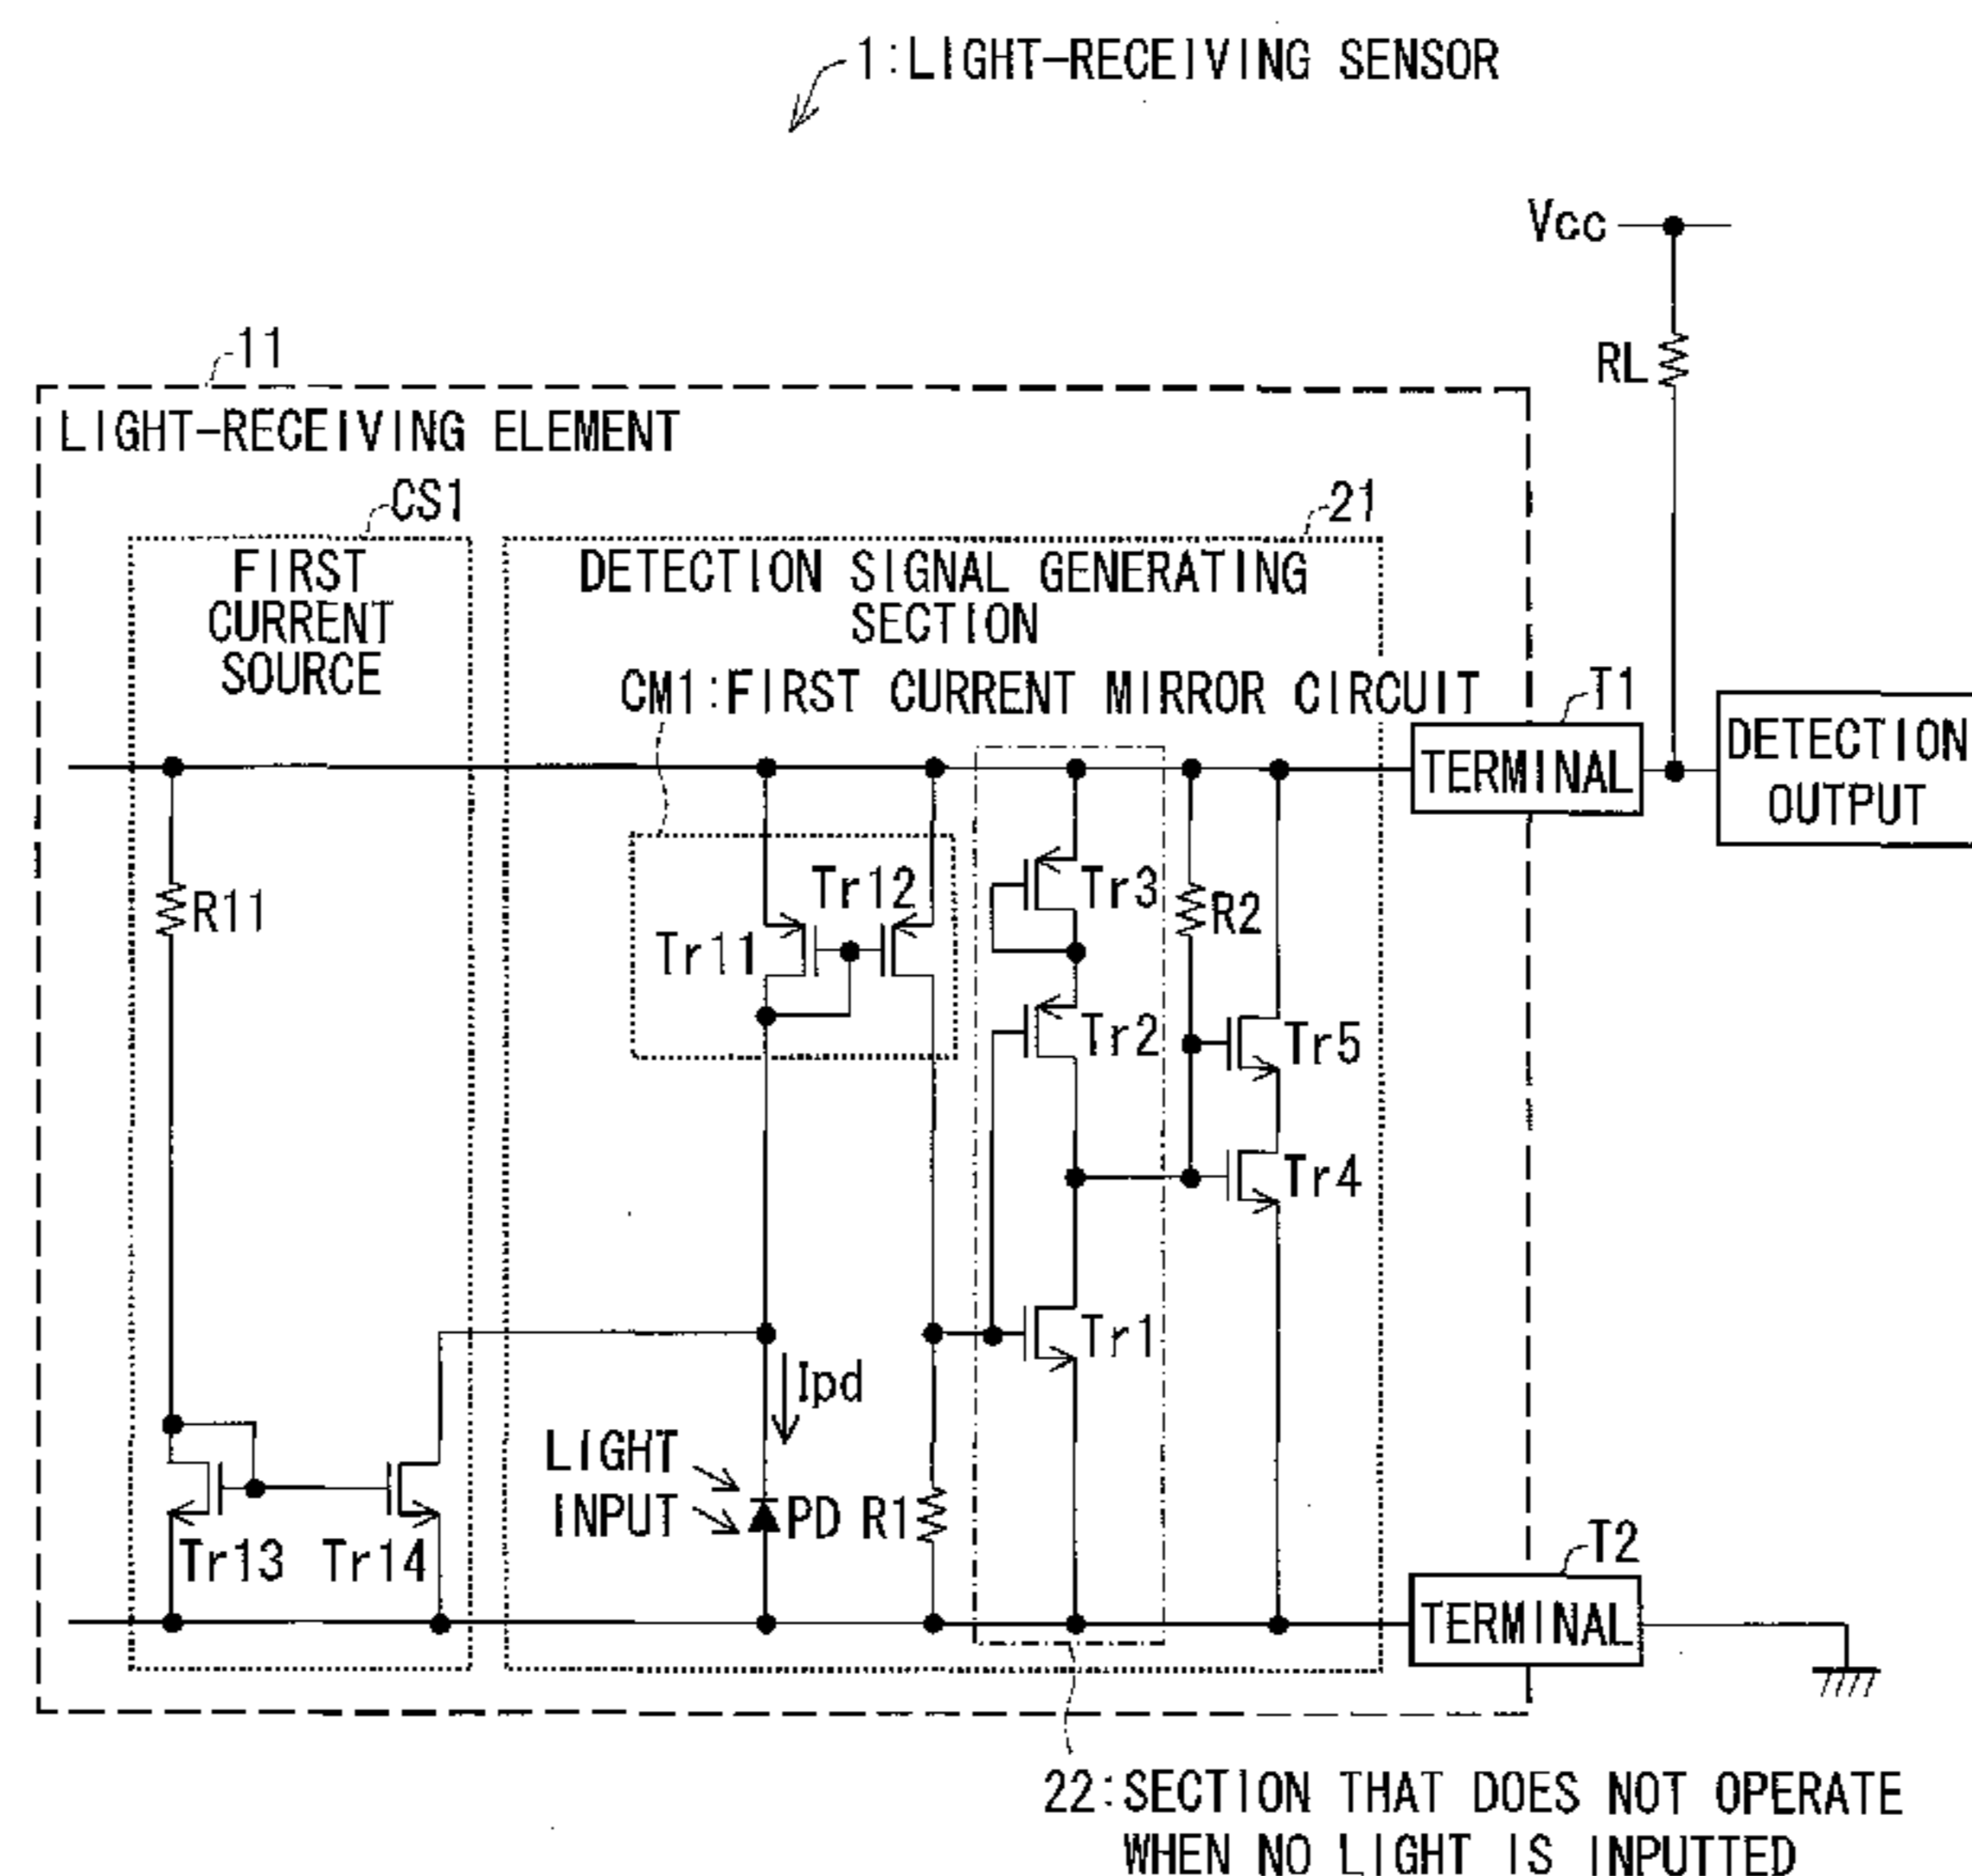 1:LIGHT-RECEIVING SENSOR
Vcc
RL
11
LIGHT-RECEIVING ELEMENT
CS1
21
FIRST
CURRENT
SOURCE
DETECTION SIGNAL GENERATING
SECTION
CM1:FIRST CURRENT MIRROR CIRCUIT
T1
TERMINAL
DETECTION
OUTPUT
R11
Tr11
Tr12
Tr3
R2
Tr2
Tr5
Tr4
Tr1
Ipd
LIGHT
INPUT
PD
R1
Tr13
Tr14
T2
TERMINAL
22:SECTION THAT DOES NOT OPERATE
WHEN NO LIGHT IS INPUTTED